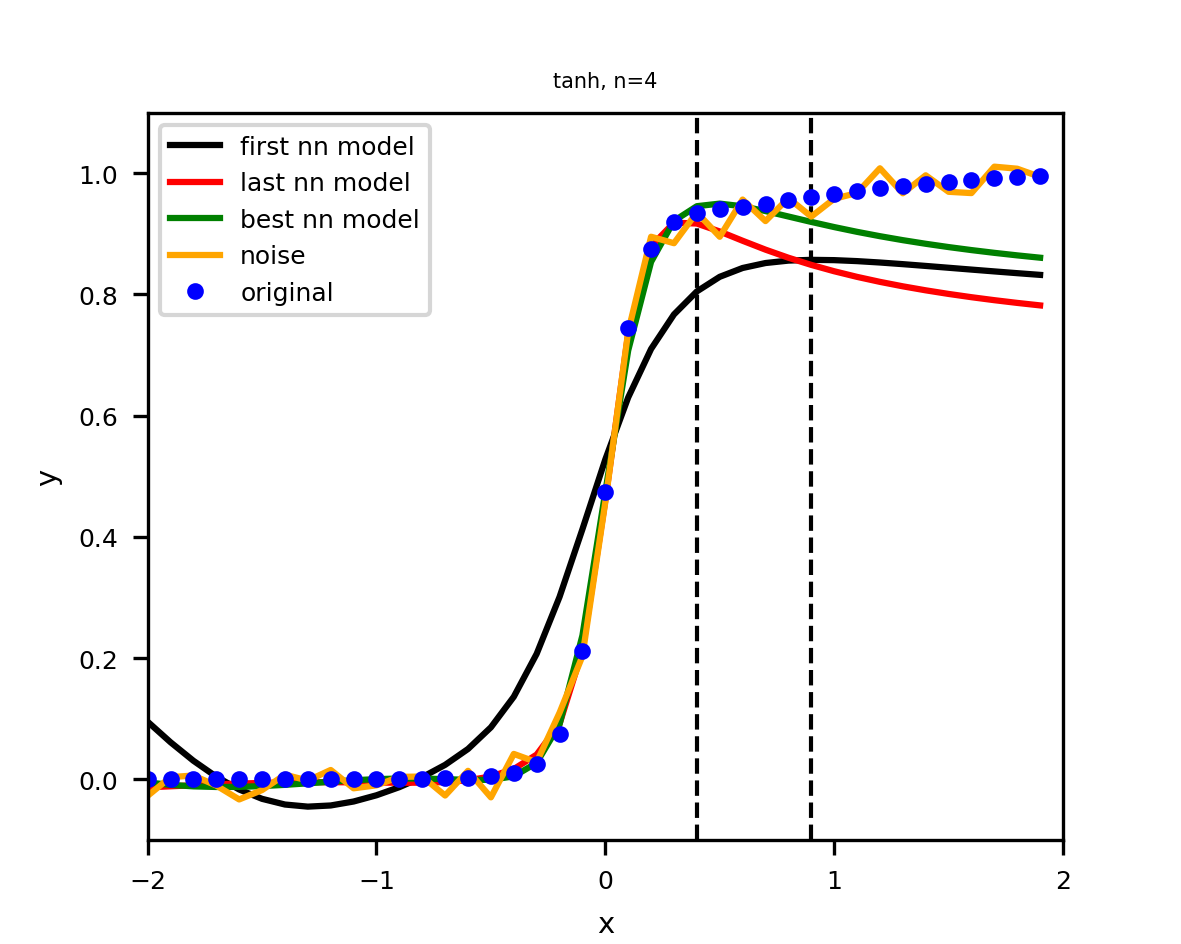 tanh, n=4
first nn model
last nn model
best nn model
noise
original
1.0
0.8
0.6
0.4
0.2
0.0
y
−2
−1
0
1
2
x